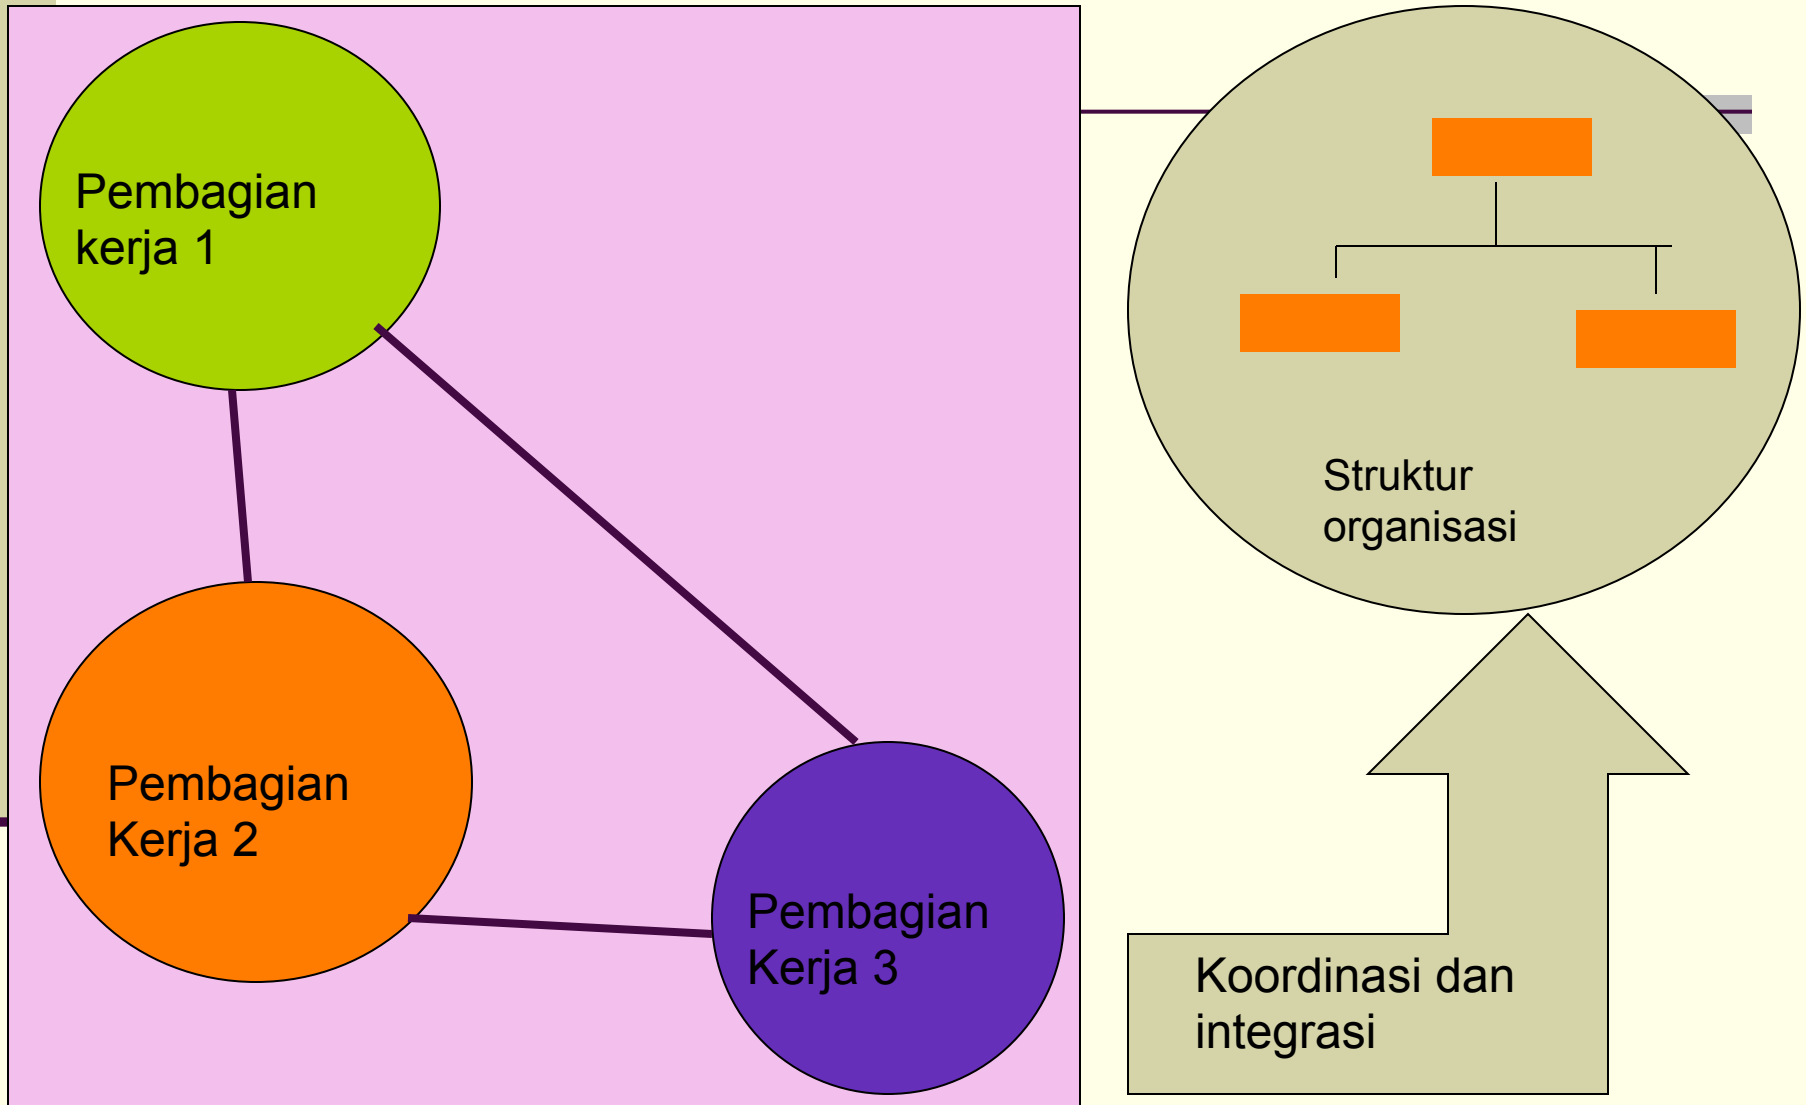 Pembagian
kerja 1
Pembagian
Kerja 2
Pembagian
Kerja 3
Struktur
organisasi
Koordinasi dan
integrasi